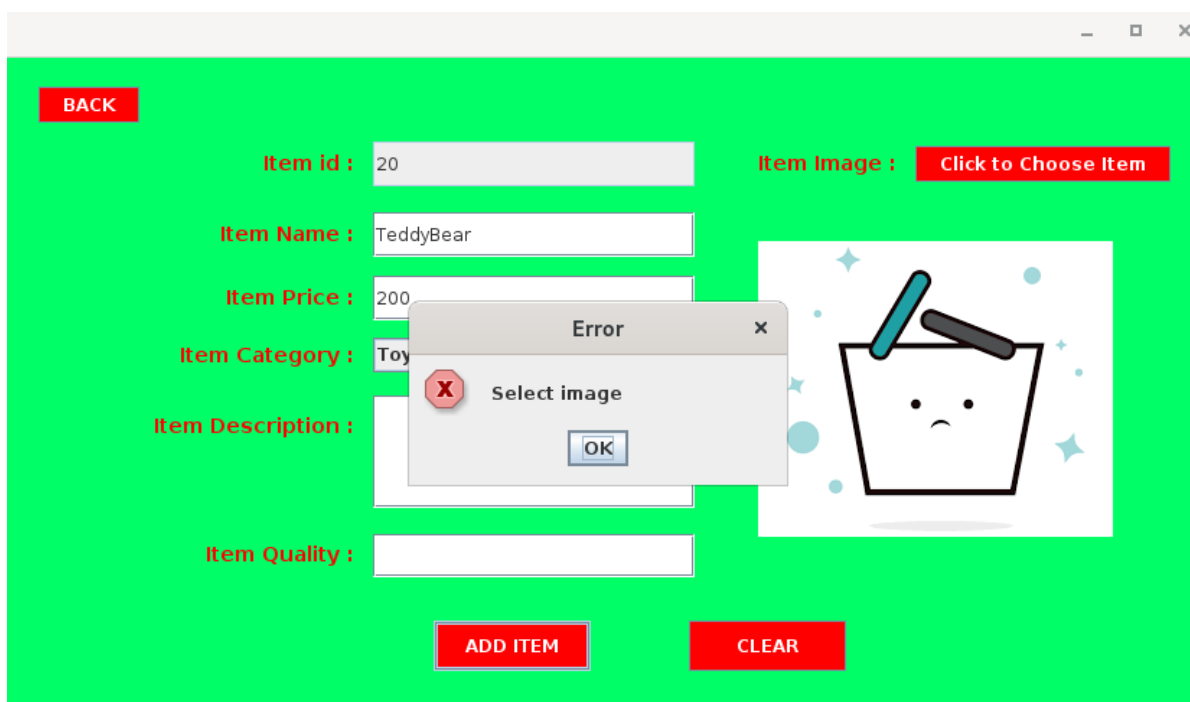 BACK
Item id : 20
Item Image : Click to Choose Item
Item Name : TeddyBear
Item Price : 200
Error
Item Category : Toy
Select image
Item Description :
OK
Item Quality :
ADD ITEM
CLEAR